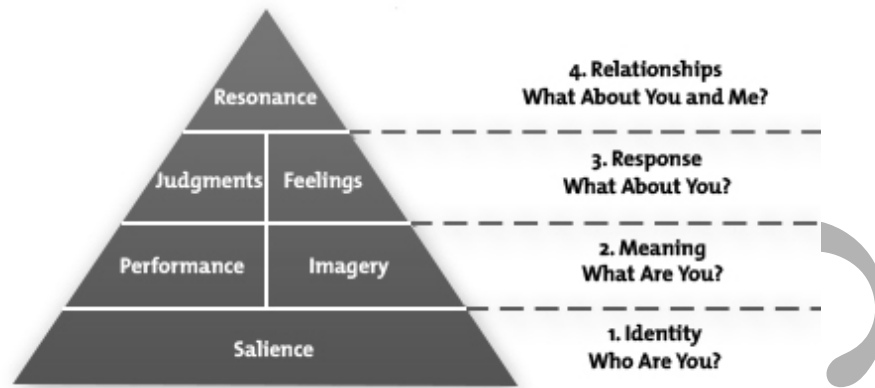 Resonance
4. Relationships
What About You and Me?
Judgments
Feelings
3. Response
What About You?
Performance
Imagery
2. Meaning
What Are You?
Salience
1. Identity
Who Are You?